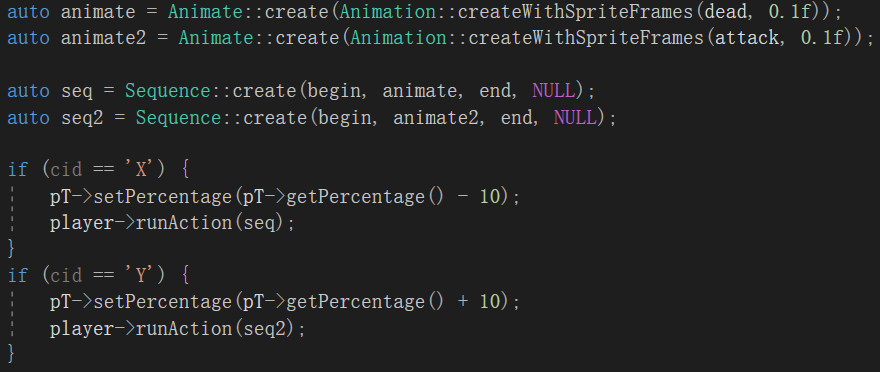 auto animate = Animate::create(Animation::createWithSpriteFrames(dead, 0.1f));
auto animate2 = Animate::create(Animation::createWithSpriteFrames(attack, 0.1f));
auto seq = Sequence::create(begin, animate, end, NULL);
auto seq2 = Sequence::create(begin, animate2, end, NULL);
if (cid == 'X') {
pT->setPercentage(pT->getPercentage() - 10);
player->runAction(seq);
}
if (cid == 'Y') {
pT->setPercentage(pT->getPercentage() + 10);
player->runAction(seq2);
}